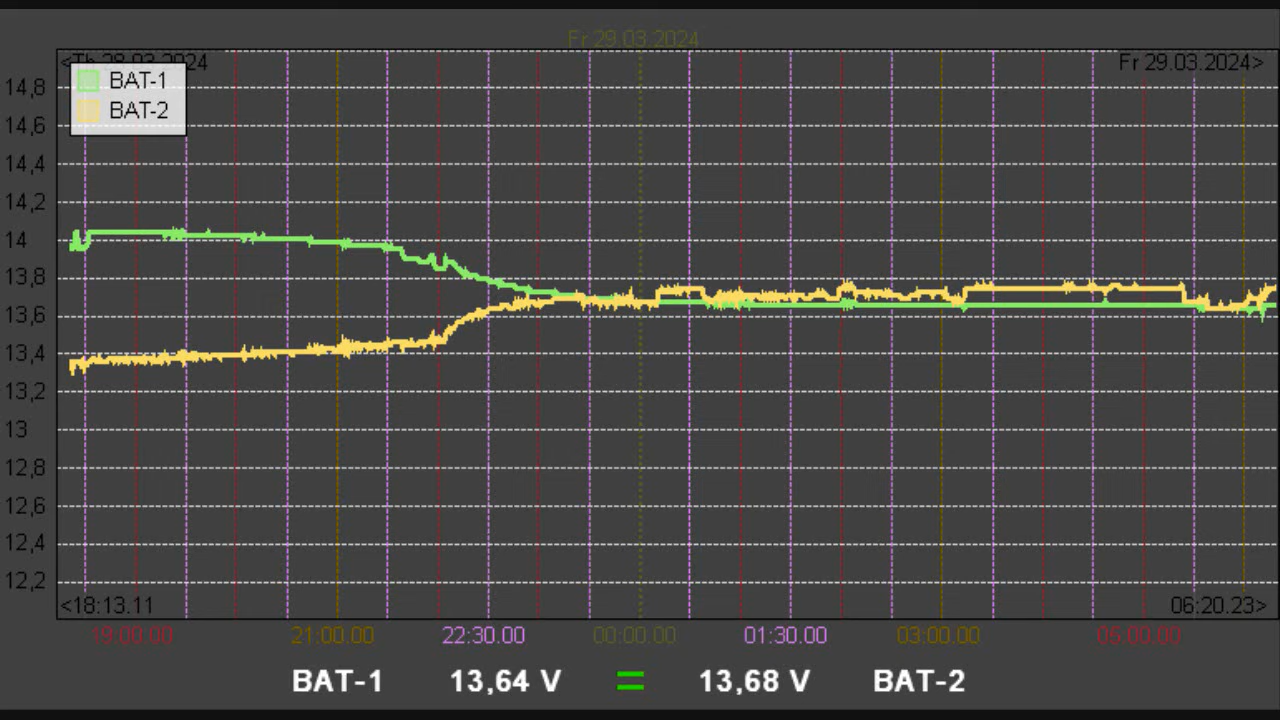 Fr 29.03.2024
<Th 28.03.2024
Fr 29.03.2024>
BAT-1
BAT-2
14,8
14,6
14,4
14,2
14
13,8
13,6
13,4
13,2
13
12,8
12,6
12,4
12,2
<18:13.11
06:20.23>
19:00.00 21:00.00 22:30.00 00:00.00 01:30.00 03:00.00 05:00.00
BAT-1 13,64 V = 13,68 V BAT-2